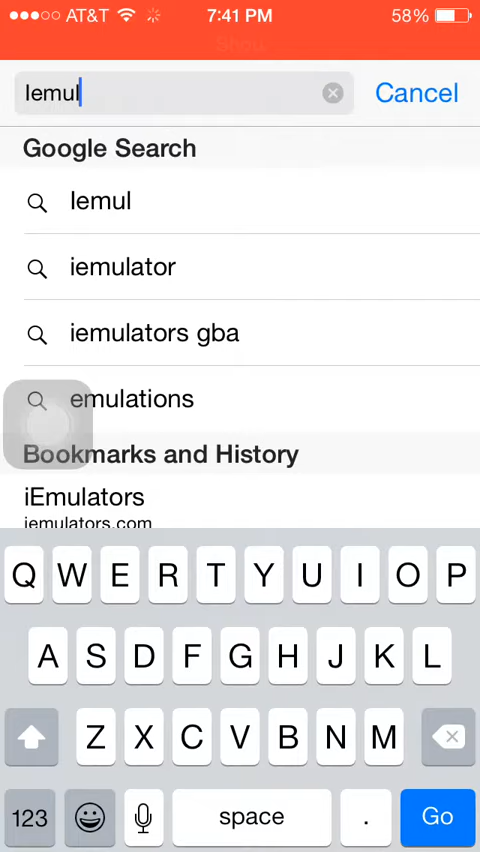 AT&T 7:41 PM 58%
Iemul Cancel
Google Search
Iemul
iemulator
iemulators gba
emulations
Bookmarks and History
iEmulators
iemulators.com
Q W E R T Y U I O P
A S D F G H J K L
Z X C V B N M
123 space . Go